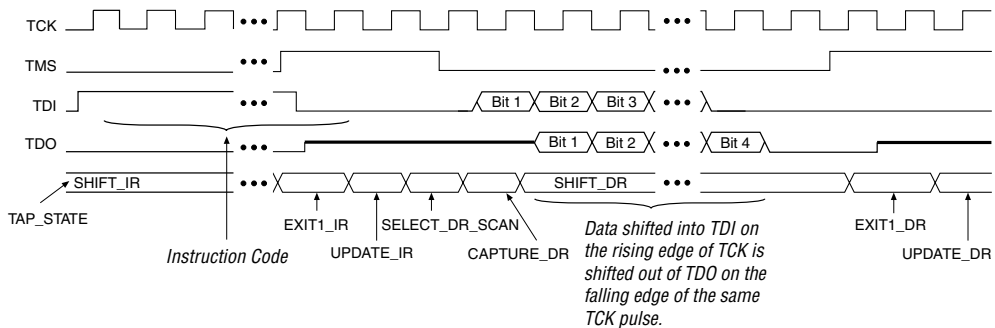 TCK
TMS
TDI Bit 1 Bit 2 Bit 3
TDO Bit 1 Bit 2 Bit 4
SHIFT_IR SHIFT_DR
TAP_STATE
EXIT1_IR EXIT1_DR
UPDATE_IR
SELECT_DR_SCAN
CAPTURE_DR UPDATE_DR
Instruction Code
Data shifted into TDI on
the rising edge of TCK is
shifted out of TDO on the
falling edge of the same
TCK pulse.